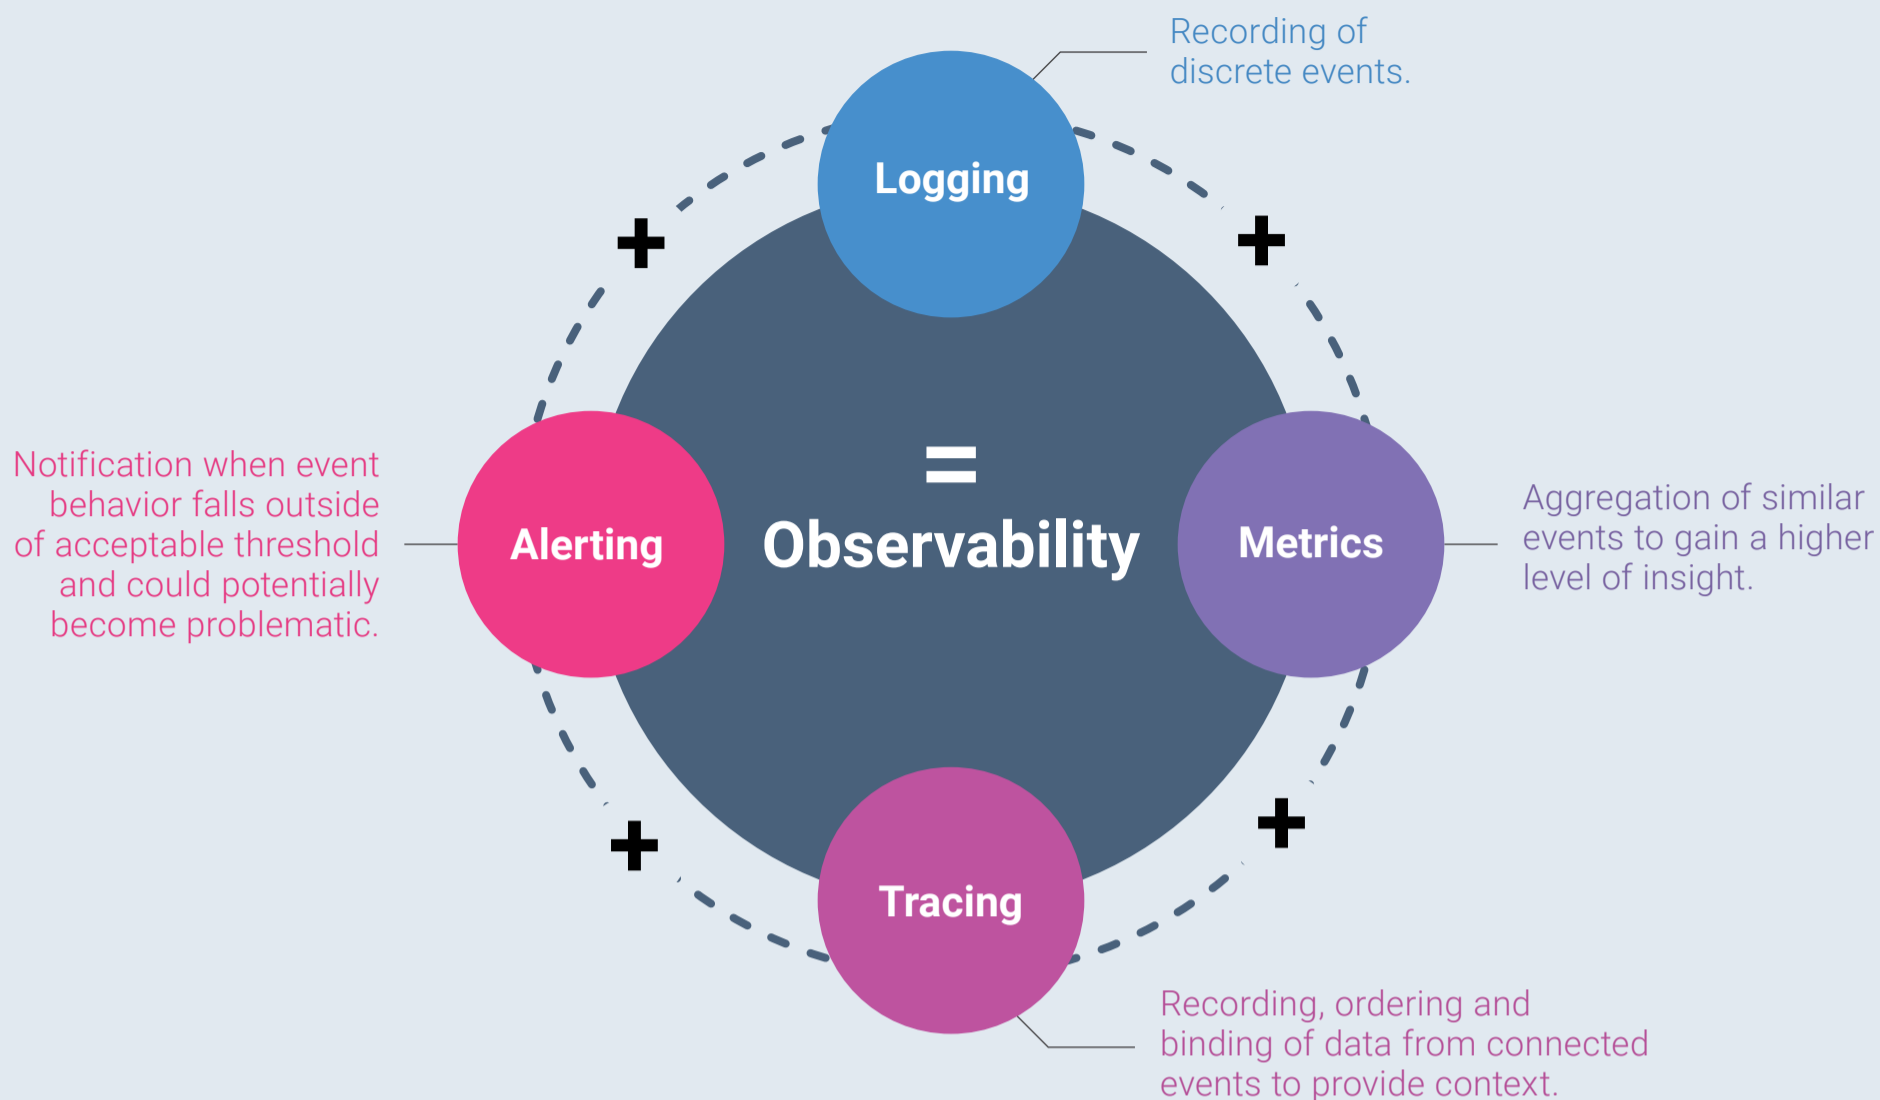 Recording of
discrete events.
Logging
+
+
Notification when event
behavior falls outside
of acceptable threshold
and could potentially
become problematic.
Alerting
=
Observability
Metrics
Aggregation of similar
events to gain a higher
level of insight.
+
+
Tracing
Recording, ordering and
binding of data from connected
events to provide context.